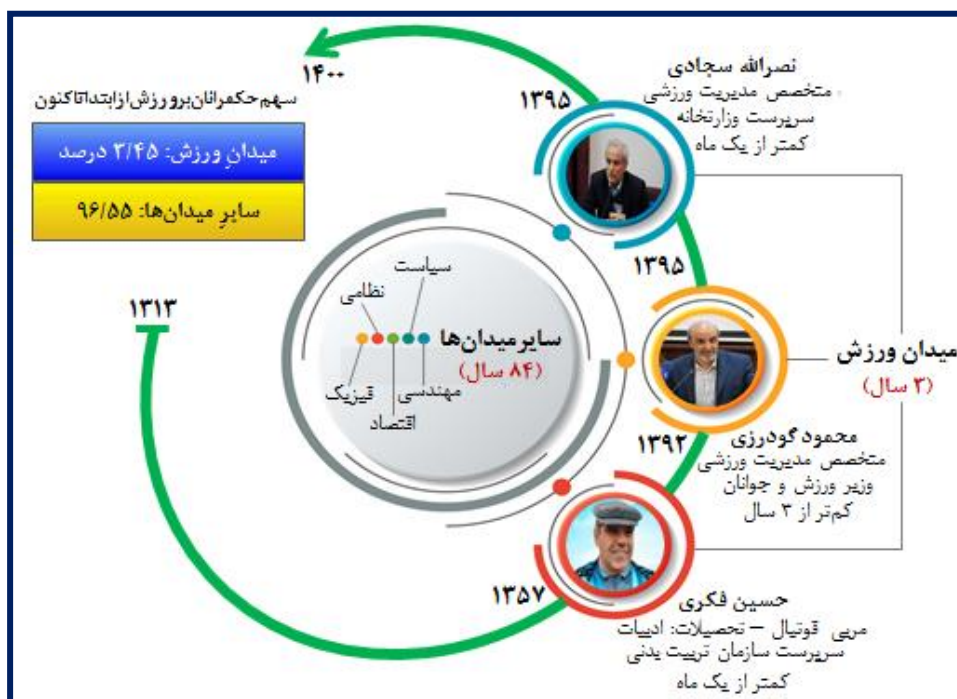 ۱۴۰۰
سهم حکمرانان بر ورزش از ابتدا تاکنون
میدانِ ورزش: ۳/۴۵ درصد
سایرِ میدان‌ها: ۹۶/۵۵
نصرالله سجادی
متخصص مدیریت ورزشی
سرپرست وزارتخانه
کمتر از یک ماه
۱۳۹۵
۱۳۹۵
میدان ورزش
(۳ سال)
محمود گودرزی
متخصص مدیریت ورزشی
وزیر ورزش و جوانان
کم‌تر از ۳ سال
۱۳۹۲
سیاست
نظامی
سایر میدان‌ها
(۸۴ سال)
مهندسی
فیزیک
اقتصاد
۱۳۱۳
۱۳۵۷
حسین فکری
مربی فوتبال – تحصیلات: ادبیات
سرپرست سازمان تربیت بدنی
کمتر از یک ماه